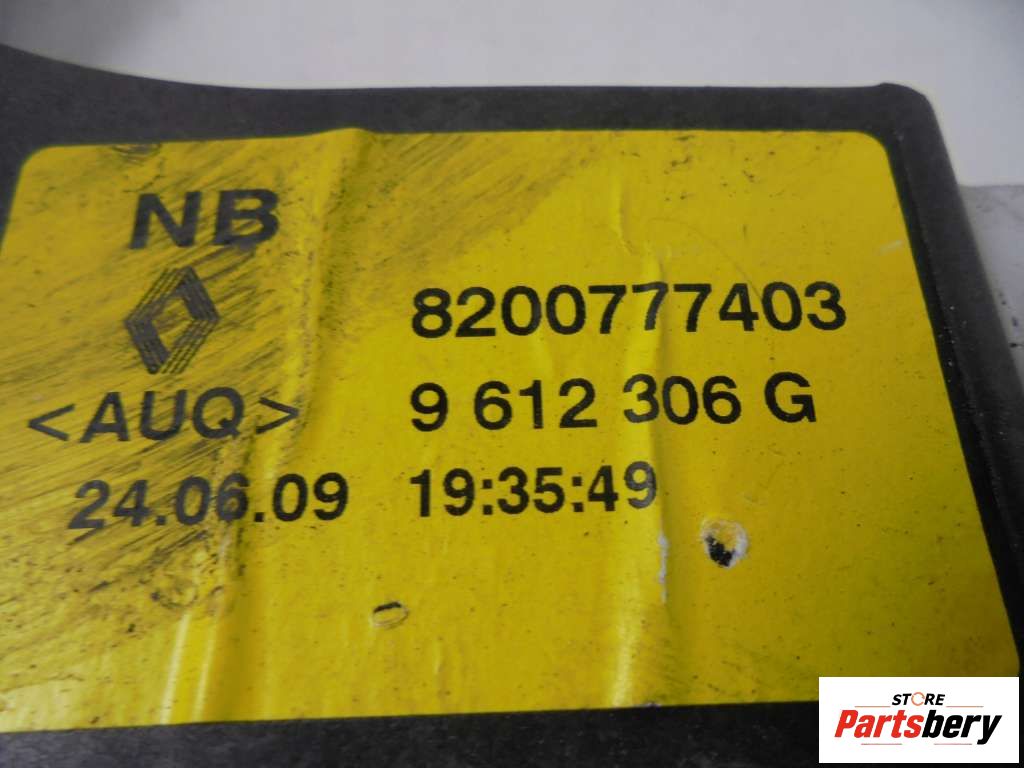 NB
8200777403
<AUQ> 9 612 306 G
24.06.09 19:35:49
STORE
Partsbery